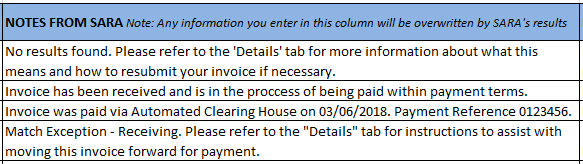 NOTES FROM SARA Note: Any information you enter in this column will be overwritten by SARA's results
No results found. Please refer to the 'Details' tab for more information about what this
means and how to resubmit your invoice if necessary.
Invoice has been received and is in the proccess of being paid within payment terms.
Invoice was paid via Automated Clearing House on 03/06/2018. Payment Reference 0123456.
Match Exception - Receiving. Please refer to the "Details" tab for instructions to assist with
moving this invoice forward for payment.